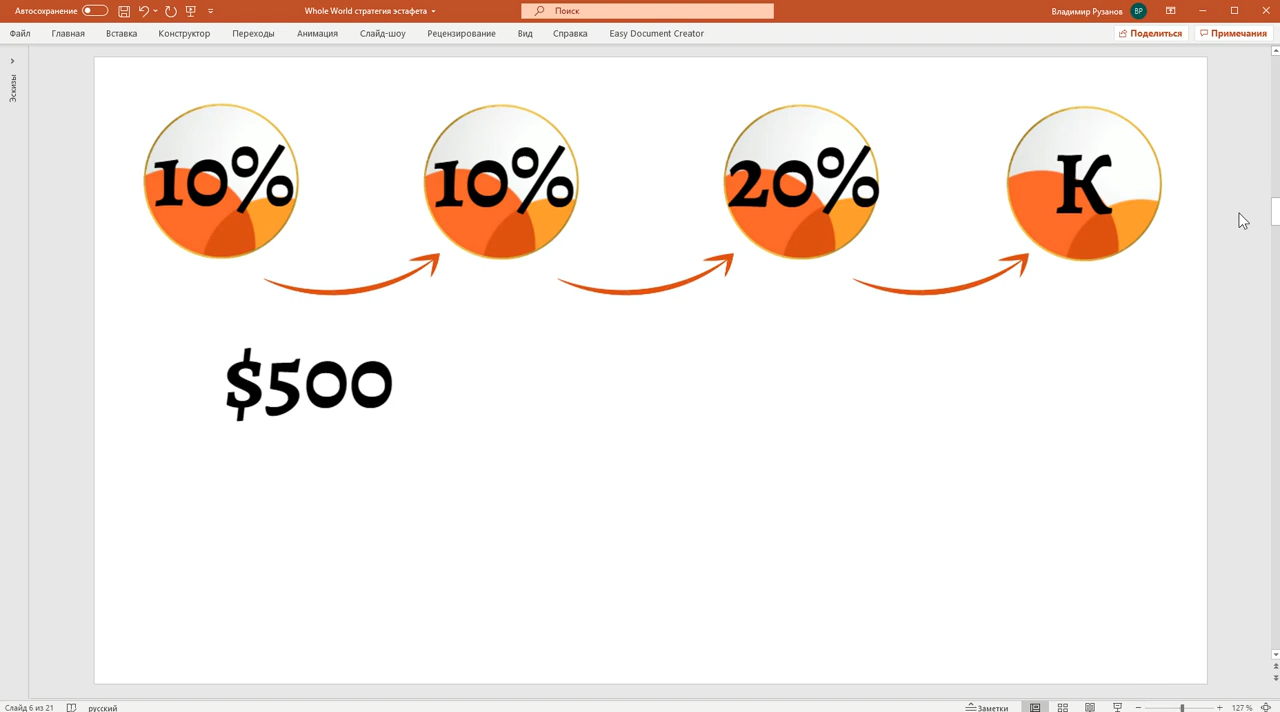 Автосохранение
Whole World стратегия эстафета
Поиск
Владимир Рузанов
ВР
Файл Главная Вставка Конструктор Переходы Анимация Слайд-шоу Рецензирование Вид Справка Easy Document Creator
Поделиться
Примечания
Эскизы
10% 10% 20% К
$500
Слайд 6 из 21
русский
Заметки
127 %